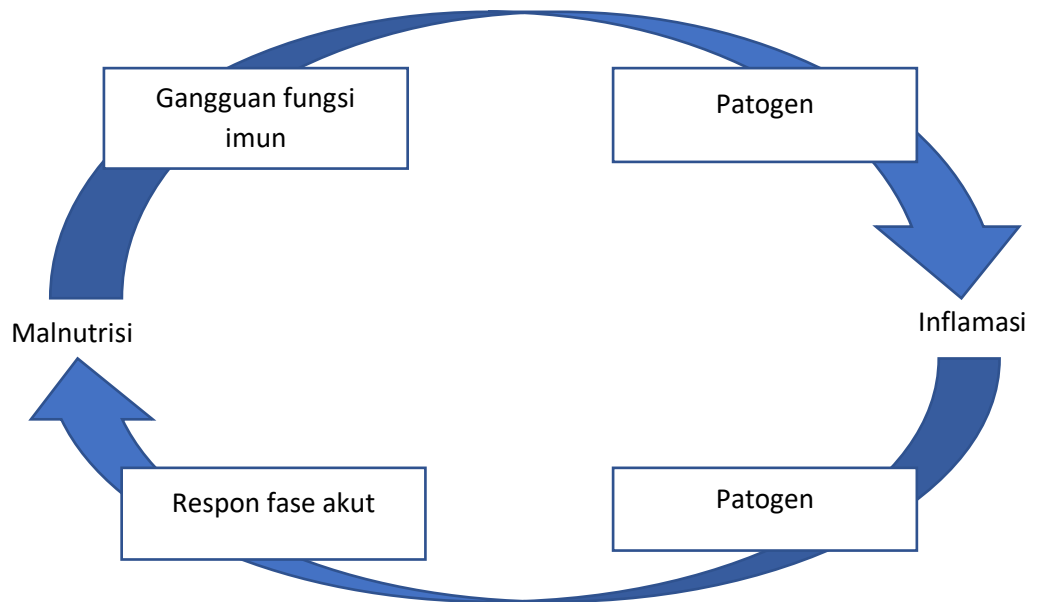 Gangguan fungsi
imun
Patogen
Malnutrisi
Inflamasi
Respon fase akut
Patogen